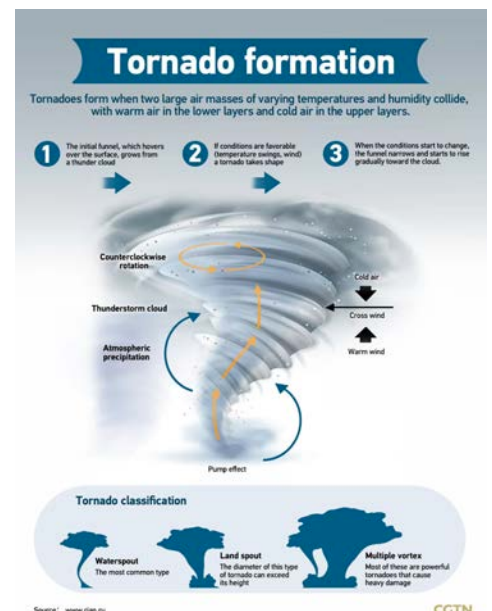 Tornado formation
Tornadoes form when two large air masses of varying temperatures and humidity collide,
with warm air in the lower layers and cold air in the upper layers.
1
The initial funnel, which hovers
over the surface, grows from
a thunder cloud
2
If conditions are favorable
(temperature swings, wind)
a tornado takes shape
3
When the conditions start to change,
the funnel narrows and starts to rise
gradually toward the cloud.
Counterclockwise
rotation
Thunderstorm cloud
Atmospheric
precipitation
Cold air
Cross wind
Warm wind
Pump effect
Tornado classification
Waterspout
The most common type
Land spout
The diameter of this type
of tornado can exceed
its height
Multiple vortex
Most of these are powerful
tornadoes that cause
heavy damage
CGTN